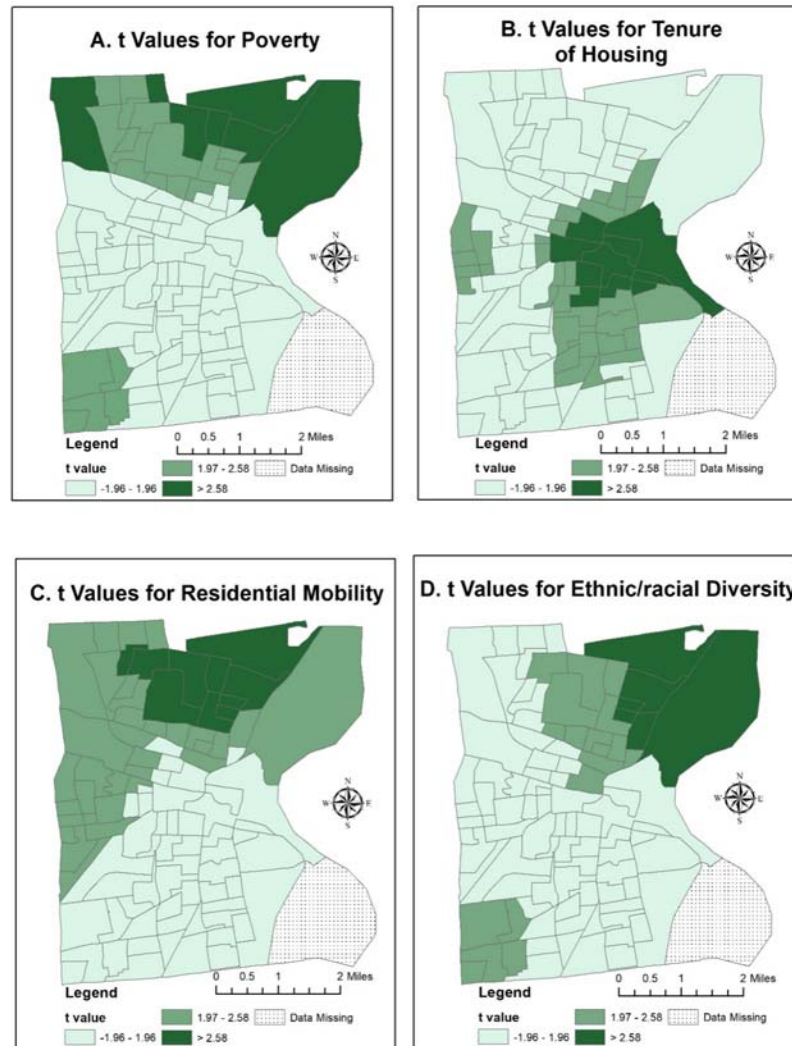 A. t Values for Poverty
N
W E
S
Legend
0 0.5 1 2 Miles
t value
1.97 - 2.58
Data Missing
-1.96 - 1.96
> 2.58
B. t Values for Tenure
of Housing
N
W E
S
Legend
0 0.5 1 2 Miles
t value
1.97 - 2.58
Data Missing
-1.96 - 1.96
> 2.58
C. t Values for Residential Mobility
N
W E
S
0 0.5 1 2 Miles
Legend
t value
1.97 - 2.58
Data Missing
-1.96 - 1.96
> 2.58
D. t Values for Ethnic/racial Diversity
N
W E
S
0 0.5 1 2 Miles
Legend
t value
1.97 - 2.58
Data Missing
-1.96 - 1.96
> 2.58